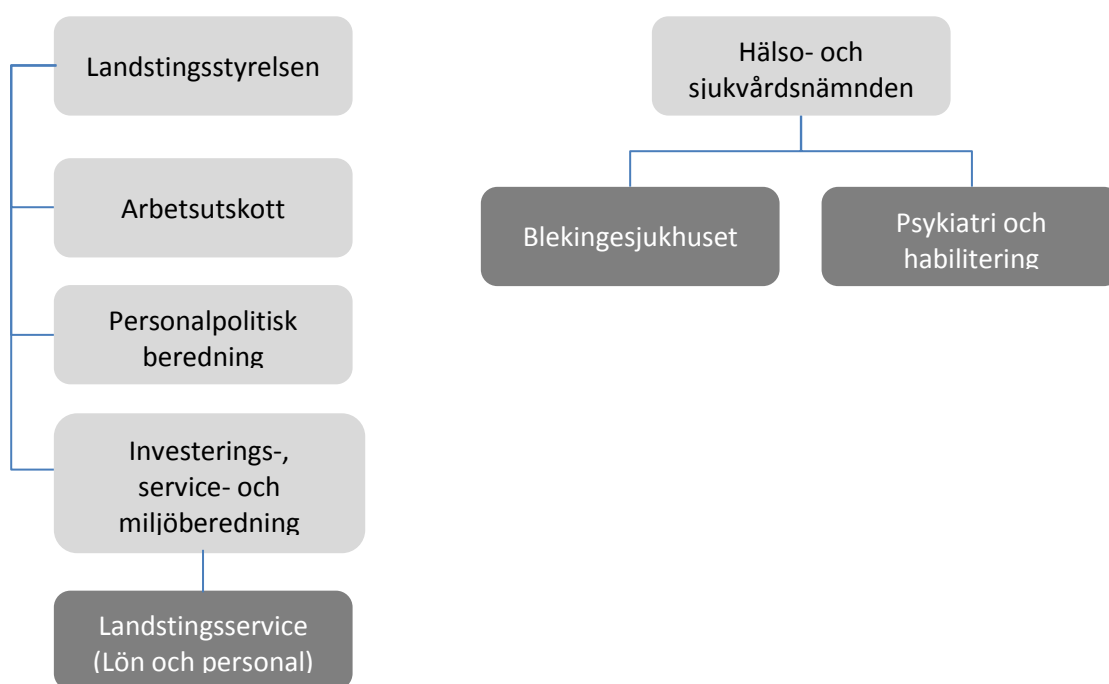 Landstingsstyrelsen
Arbetsutskott
Personalpolitisk
beredning
Investerings-,
service- och
miljöberedning
Landstingsservice
(Lön och personal)
Hälso- och
sjukvårdsnämnden
Blekingesjukhuset
Psykiatri och
habilitering